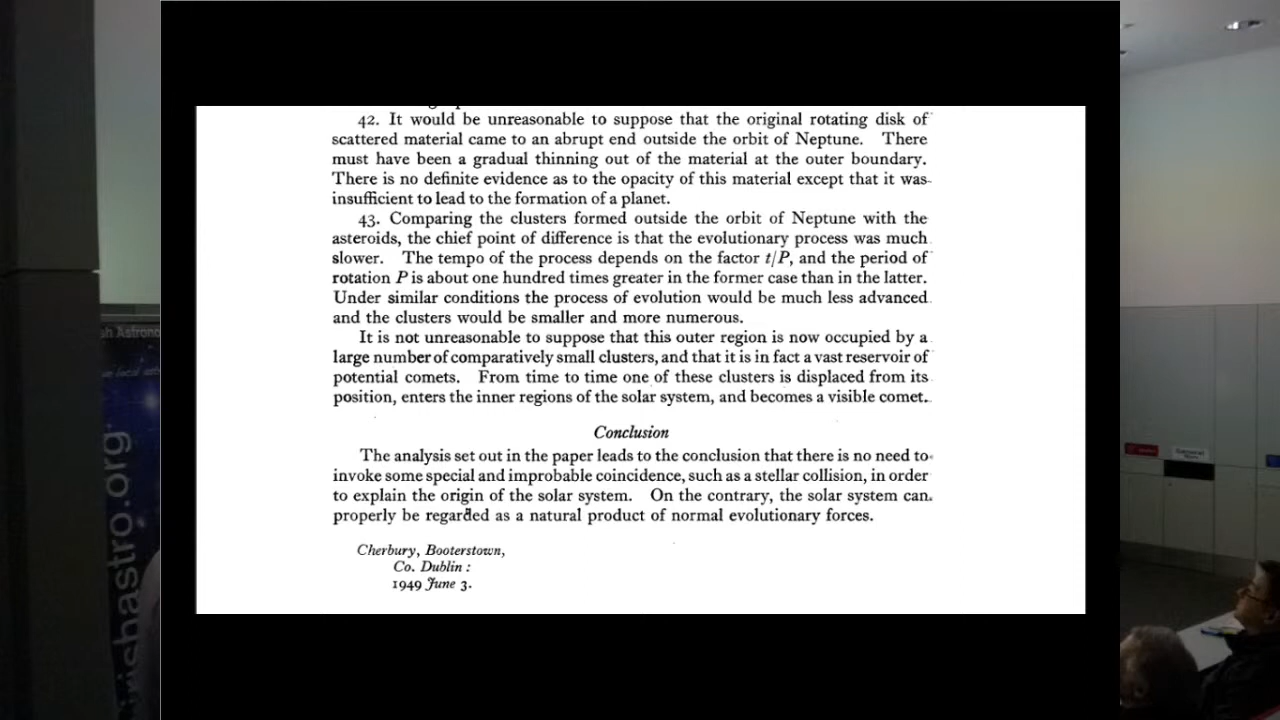 42. It would be unreasonable to suppose that the original rotating disk of
scattered material came to an abrupt end outside the orbit of Neptune. There
must have been a gradual thinning out of the material at the outer boundary.
There is no definite evidence as to the opacity of this material except that it was
insufficient to lead to the formation of a planet.
43. Comparing the clusters formed outside the orbit of Neptune with the
asteroids, the chief point of difference is that the evolutionary process was much
slower. The tempo of the process depends on the factor t/P, and the period of
rotation P is about one hundred times greater in the former case than in the latter.
Under similar conditions the process of evolution would be much less advanced
and the clusters would be smaller and more numerous.
It is not unreasonable to suppose that this outer region is now occupied by a
large number of comparatively small clusters, and that it is in fact a vast reservoir of
potential comets. From time to time one of these clusters is displaced from its
position, enters the inner regions of the solar system, and becomes a visible comet.
Conclusion
The analysis set out in the paper leads to the conclusion that there is no need to
invoke some special and improbable coincidence, such as a stellar collision, in order
to explain the origin of the solar system. On the contrary, the solar system can
properly be regarded as a natural product of normal evolutionary forces.
Cherbury, Booterstown,
Co. Dublin :
1949 June 3.
sh Astrono
irishastro.org